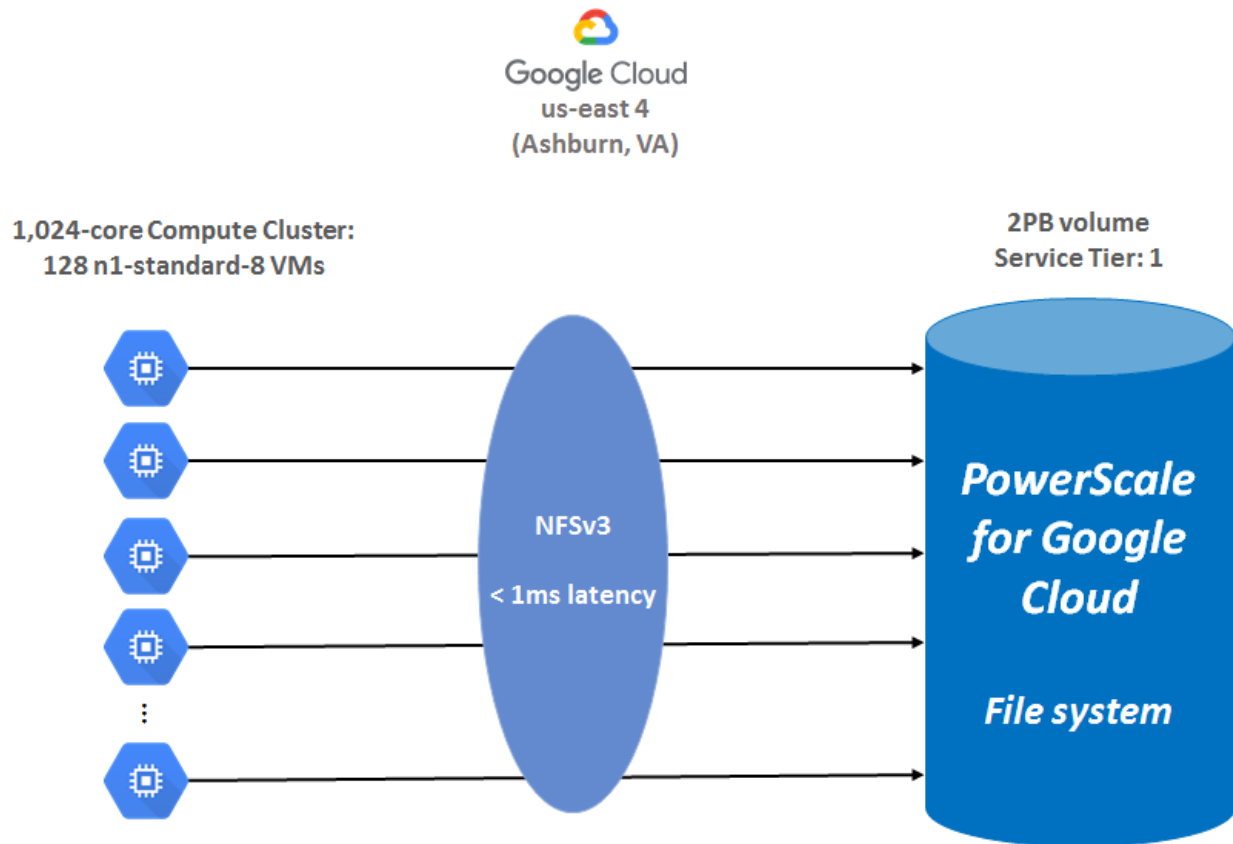 Google Cloud
us-east 4
(Ashburn, VA)
1,024-core Compute Cluster:
128 n1-standard-8 VMs
2PB volume
Service Tier: 1
NFSv3
< 1ms latency
PowerScale
for Google
Cloud
File system